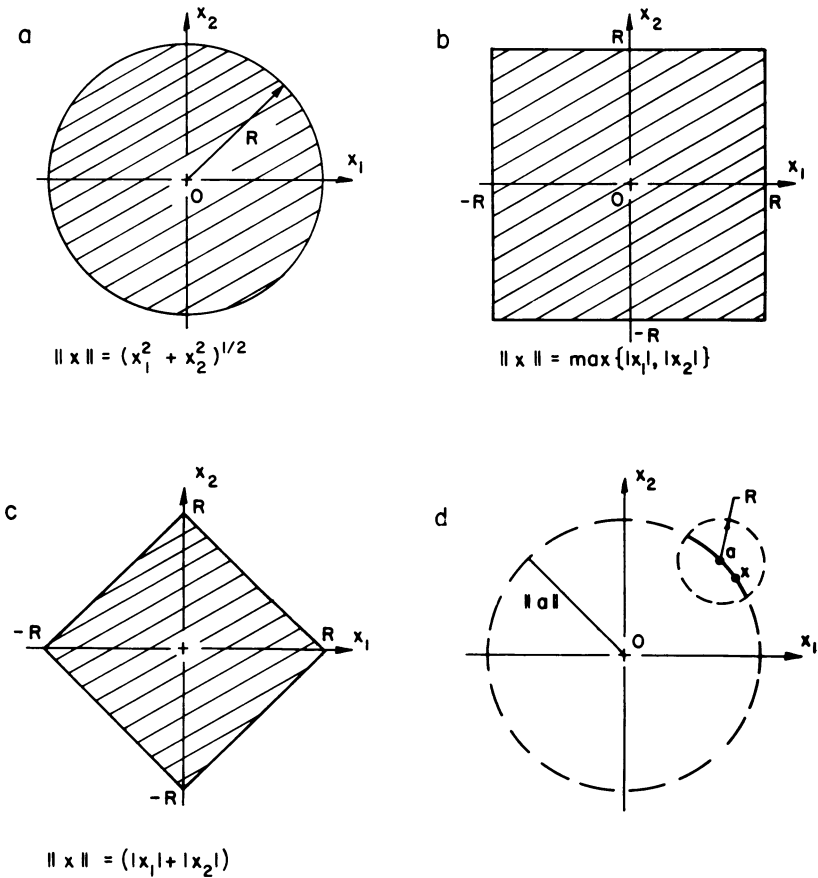 a
x₂
R
x₁
O
‖x‖ = (x₁² + x₂²)^1/2
b
x₂
R
x₁
-R
O
R
-R
‖x‖ = max{|x₁|, |x₂|}
c
x₂
R
-R
R
x₁
-R
‖x‖ = (|x₁| + |x₂|)
d
x₂
R
a
x
‖a‖
O
x₁